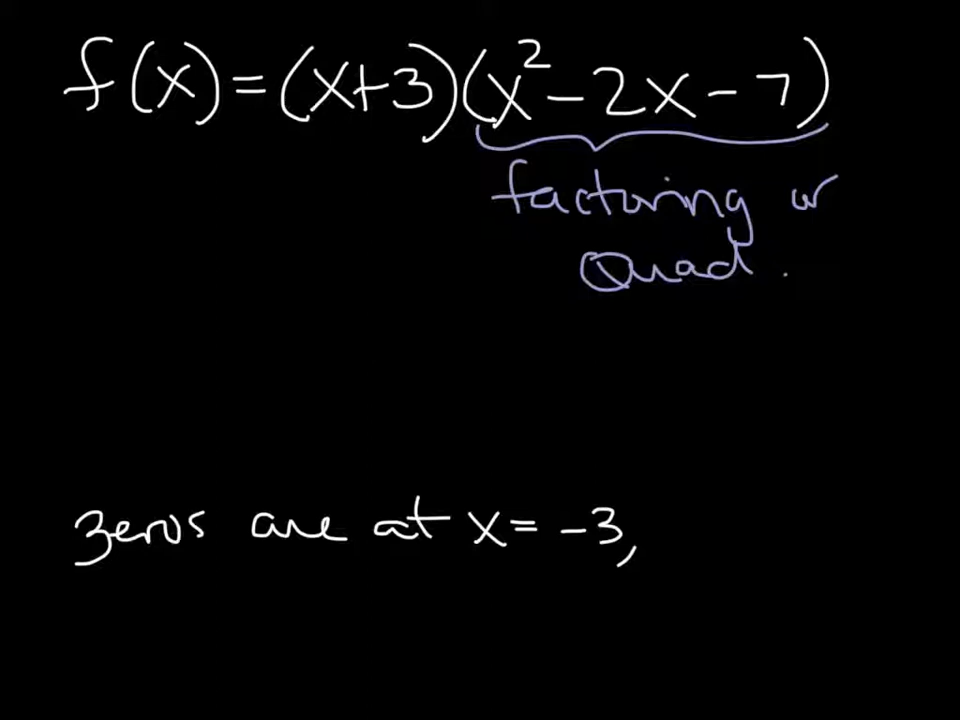 f(x) = (x+3)(x² - 2x - 7)
factoring or
Quad.
zeros are at x = -3,